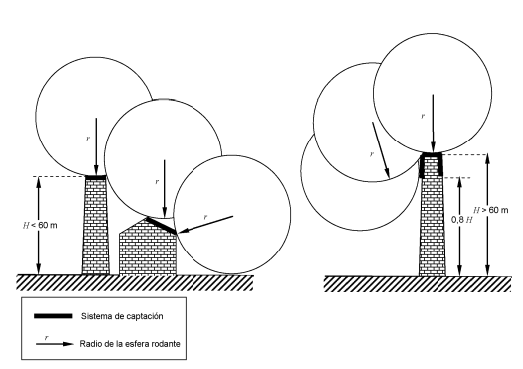 r
r
r
r
r
H < 60 m
0,8 H
H > 60 m
Sistema de captación
r
Radio de la esfera rodante